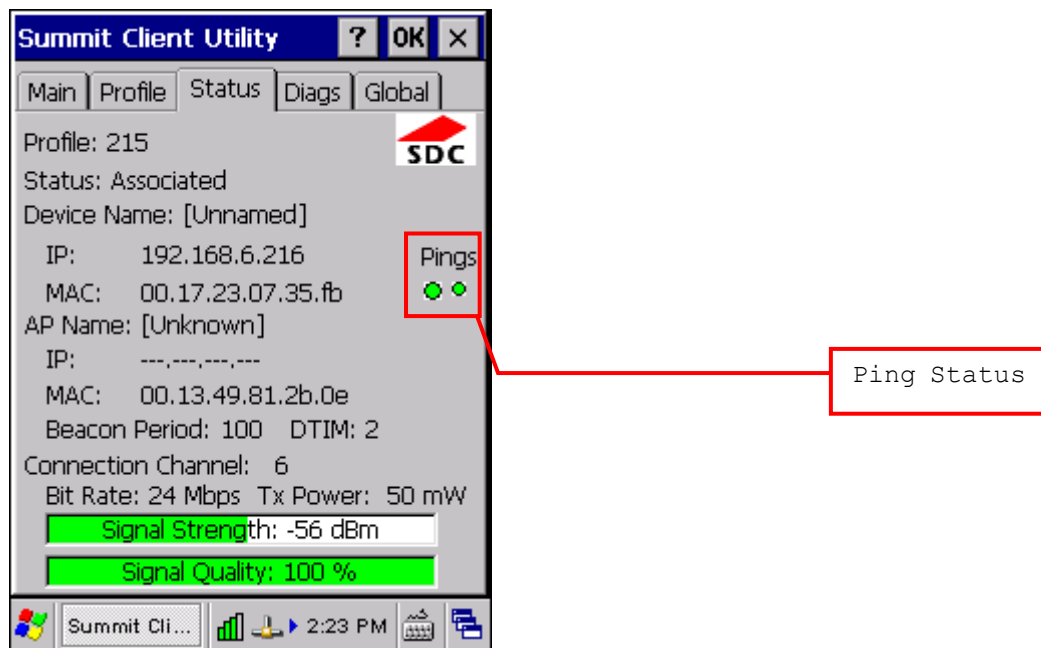 Summit Client Utility ? OK ×
Main Profile Status Diags Global
Profile: 215
SDC
Status: Associated
Device Name: [Unnamed]
IP: 192.168.6.216
Pings
MAC: 00.17.23.07.35.fb
AP Name: [Unknown]
IP: ---.---.---.---
MAC: 00.13.49.81.2b.0e
Beacon Period: 100 DTIM: 2
Connection Channel: 6
Bit Rate: 24 Mbps Tx Power: 50 mW
Signal Strength: -56 dBm
Signal Quality: 100 %
Summit Cli... 2:23 PM
Ping Status